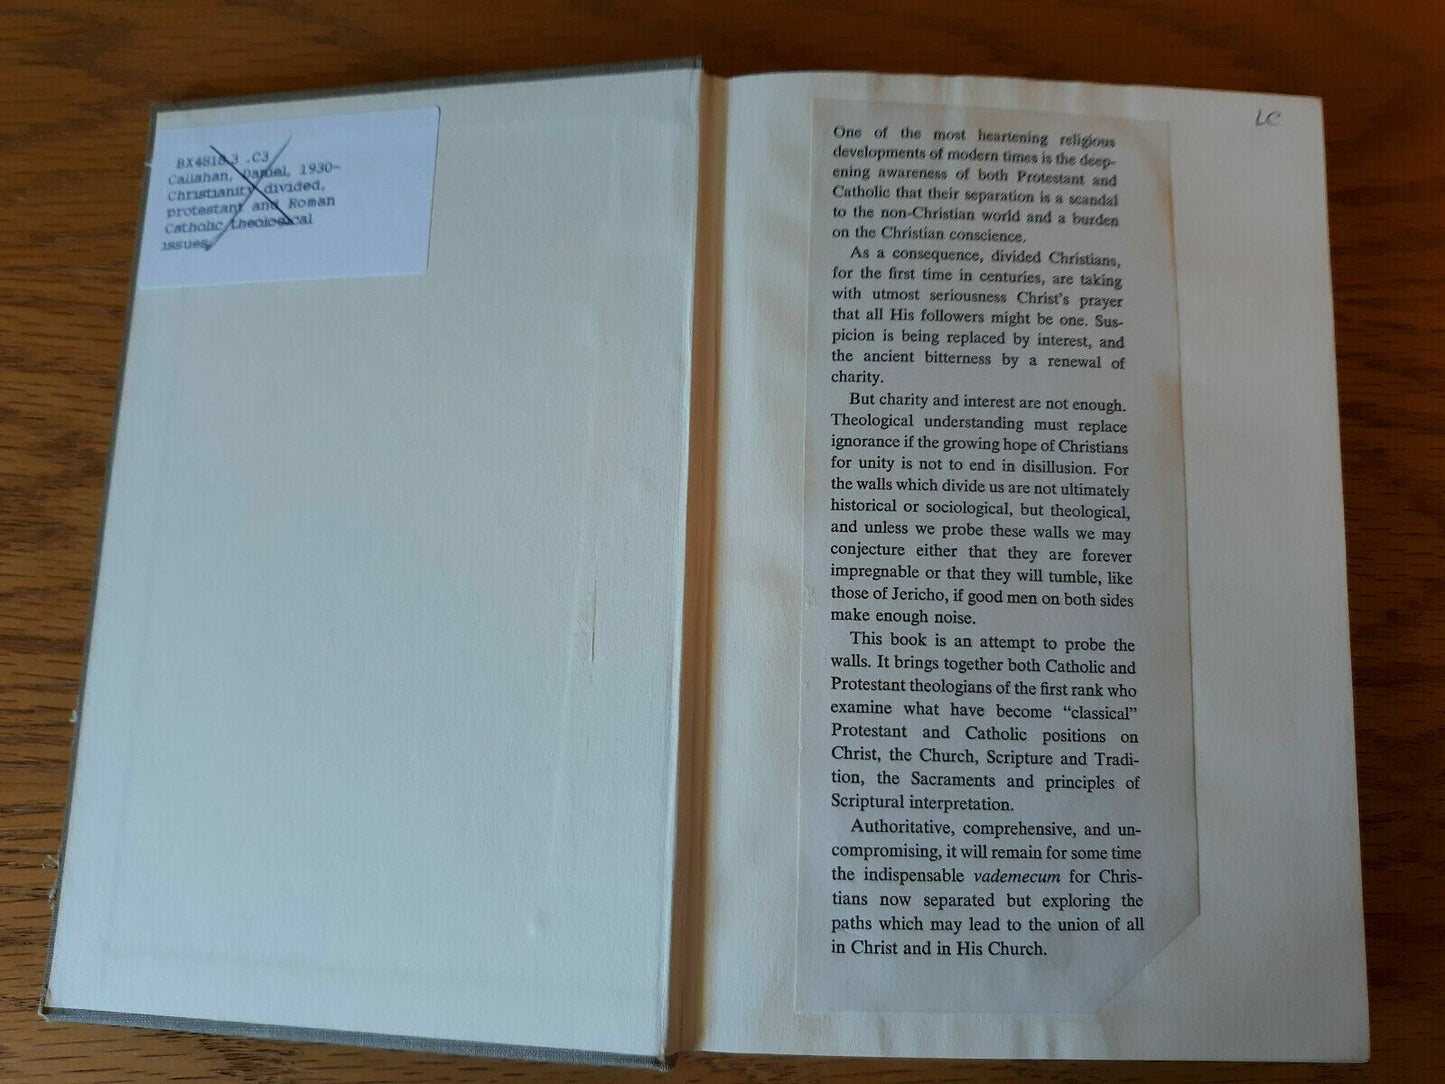 BX4818.3 .C3
Callahan, Daniel, 1930-
Christianity divided,
protestant and Roman
Catholic theological
issues.
LC
One of the most heartening religious
developments of modern times is the deep-
ening awareness of both Protestant and
Catholic that their separation is a scandal
to the non-Christian world and a burden
on the Christian conscience.
As a consequence, divided Christians,
for the first time in centuries, are taking
with utmost seriousness Christ's prayer
that all His followers might be one. Sus-
picion is being replaced by interest, and
the ancient bitterness by a renewal of
charity.
But charity and interest are not enough.
Theological understanding must replace
ignorance if the growing hope of Christians
for unity is not to end in disillusion. For
the walls which divide us are not ultimately
historical or sociological, but theological,
and unless we probe these walls we may
conjecture either that they are forever
impregnable or that they will tumble, like
those of Jericho, if good men on both sides
make enough noise.
This book is an attempt to probe the
walls. It brings together both Catholic and
Protestant theologians of the first rank who
examine what have become “classical”
Protestant and Catholic positions on
Christ, the Church, Scripture and Tradi-
tion, the Sacraments and principles of
Scriptural interpretation.
Authoritative, comprehensive, and un-
compromising, it will remain for some time
the indispensable vademecum for Chris-
tians now separated but exploring the
paths which may lead to the union of all
in Christ and in His Church.